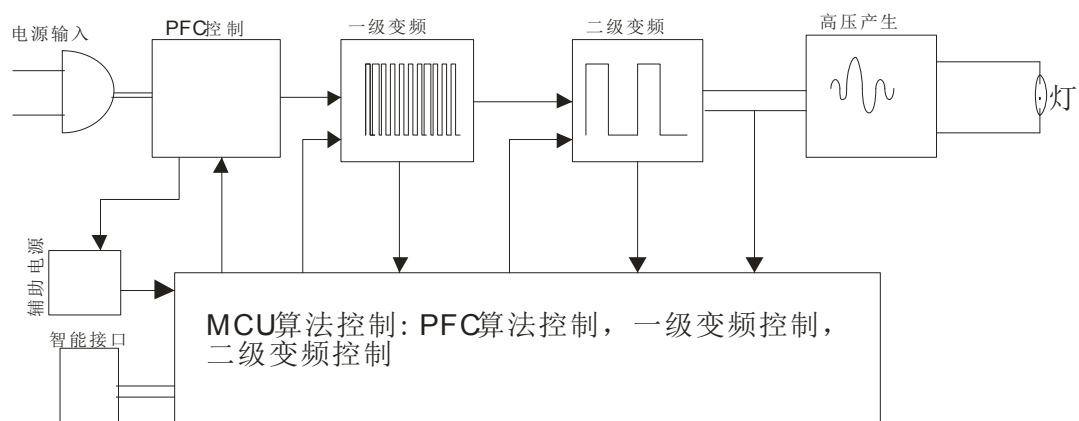 电源输入
PFC控制
一级变频
二级变频
高压产生
灯
辅助电源
智能接口
MCU算法控制: PFC算法控制，一级变频控制，
二级变频控制